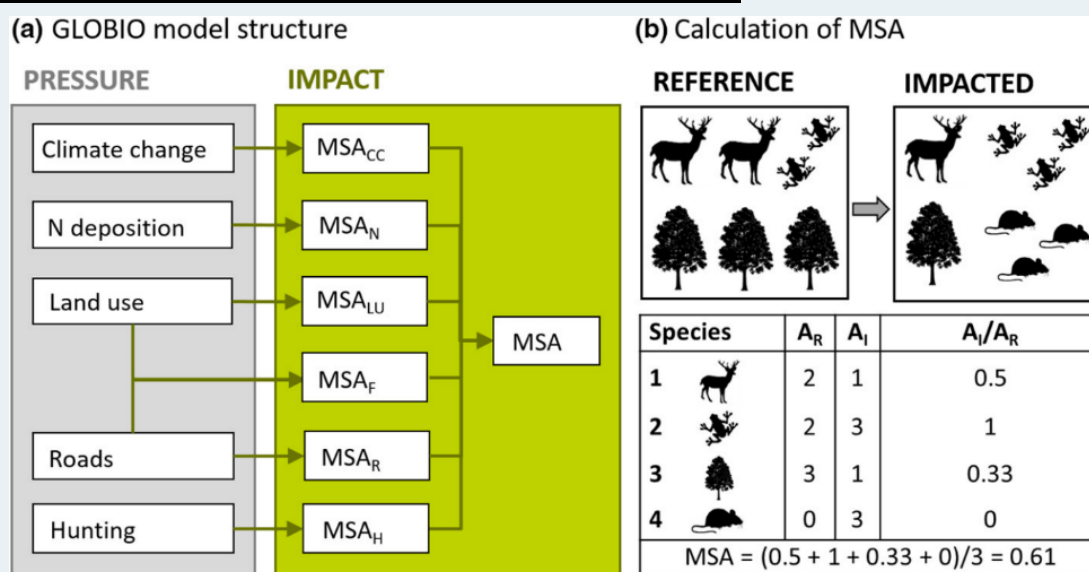 (a) GLOBIO model structure
PRESSURE
IMPACT
Climate change
MSA_CC
N deposition
MSA_N
Land use
MSA_LU
MSA
MSA_F
Roads
MSA_R
Hunting
MSA_H
(b) Calculation of MSA
REFERENCE
IMPACTED
Species A_R A_I A_I/A_R
1 2 1 0.5
2 2 3 1
3 3 1 0.33
4 0 3 0
MSA = (0.5 + 1 + 0.33 + 0)/3 = 0.61